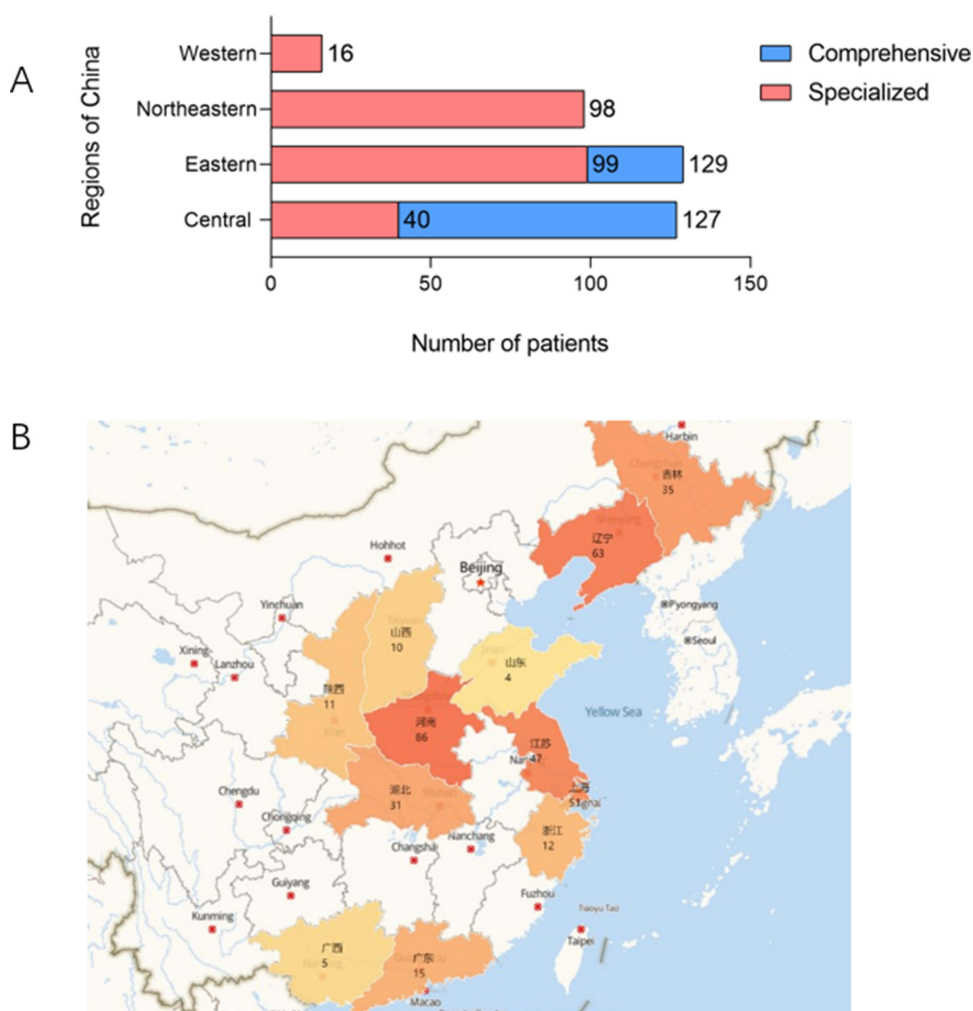 A
Regions of China
Western
16
Northeastern
98
Eastern
99
129
Central
40
127
0
50
100
150
Number of patients
Comprehensive
Specialized
B
Harbin
吉林
35
辽宁
63
Hohhot
Beijing
Pyongyang
Seoul
Yinchuan
山西
10
Xining
Lanzhou
山东
4
陕西
11
Yellow Sea
河南
86
江苏
47
上海
51
湖北
31
Wuhan
浙江
12
Chengdu
Chongqing
Nanchang
Changsha
Guiyang
Fuzhou
Kunming
Tiaoyu Tao
Taipei
广西
5
广东
15
Macao